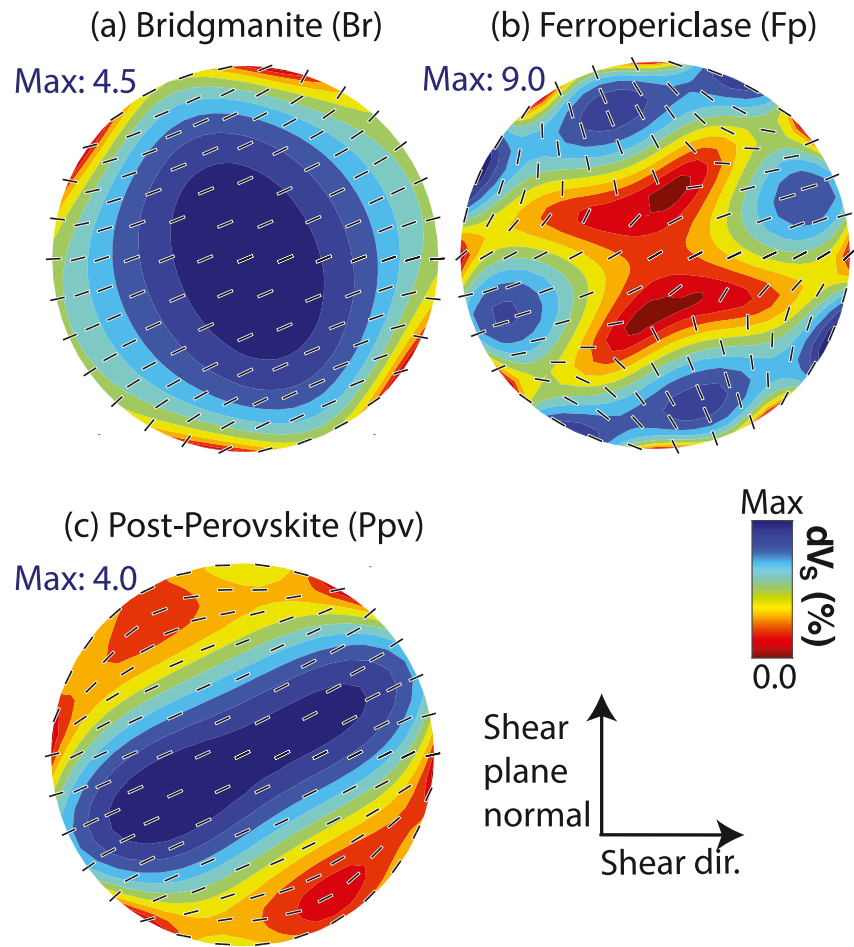 (a) Bridgmanite (Br)
(b) Ferropericlase (Fp)
Max: 4.5
Max: 9.0
(c) Post-Perovskite (Ppv)
Max: 4.0
Max
dVS (%)
0.0
Shear
plane
normal
Shear dir.